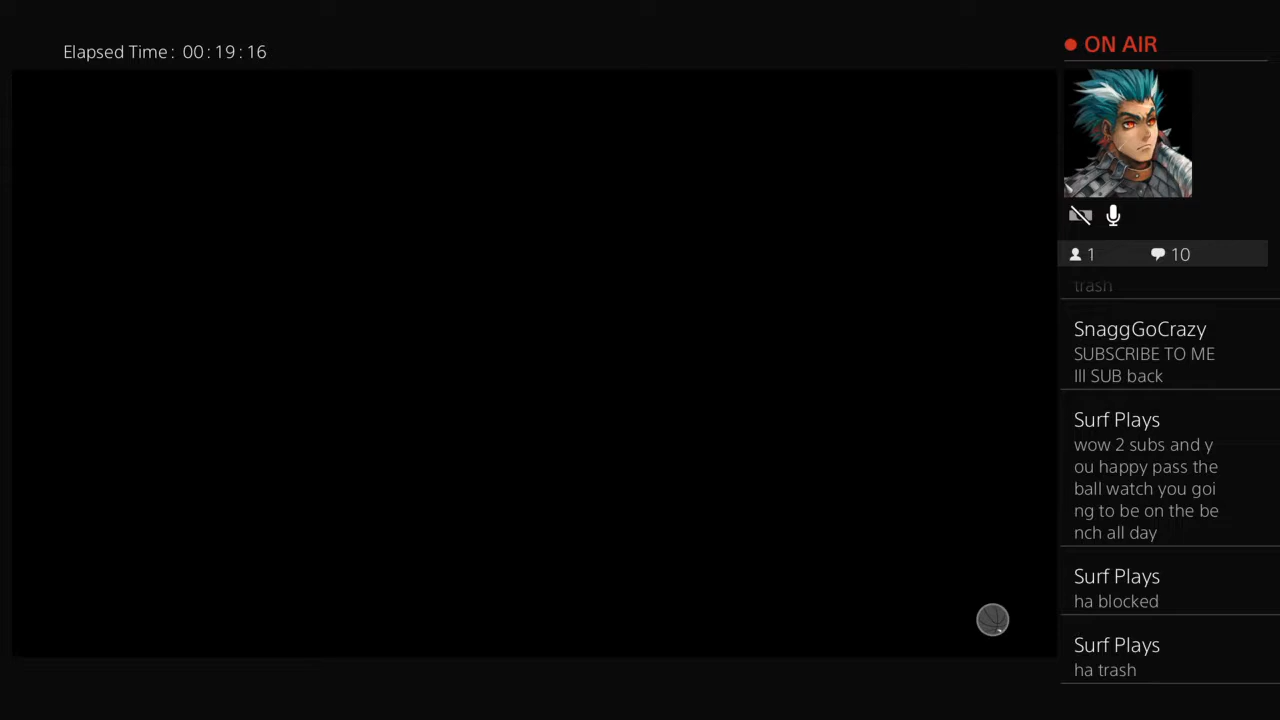 Elapsed Time: 00:19:16
ON AIR
1 10
trash
SnaggGoCrazy
SUBSCRIBE TO ME
Ill SUB back
Surf Plays
wow 2 subs and y
ou happy pass the
ball watch you goi
ng to be on the be
nch all day
Surf Plays
ha blocked
Surf Plays
ha trash